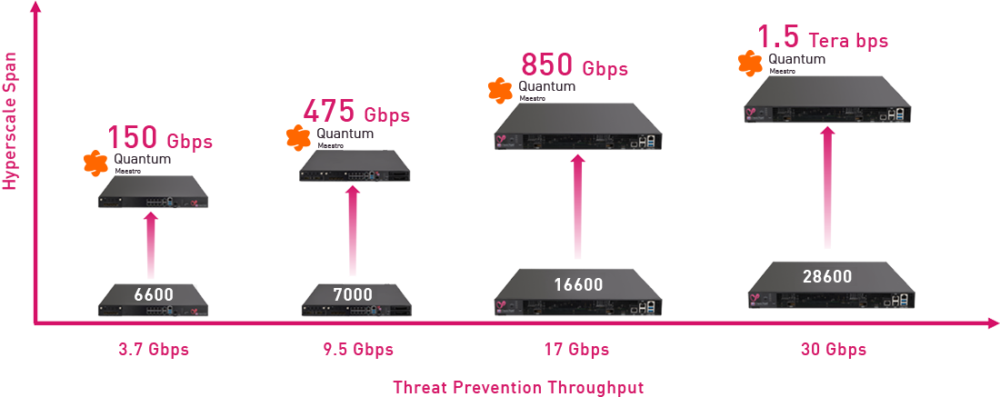 Hyperscale Span
150 Gbps
Quantum
Maestro
475 Gbps
Quantum
Maestro
850 Gbps
Quantum
Maestro
1.5 Tera bps
Quantum
Maestro
6600
7000
16600
28600
3.7 Gbps
9.5 Gbps
17 Gbps
30 Gbps
Threat Prevention Throughput